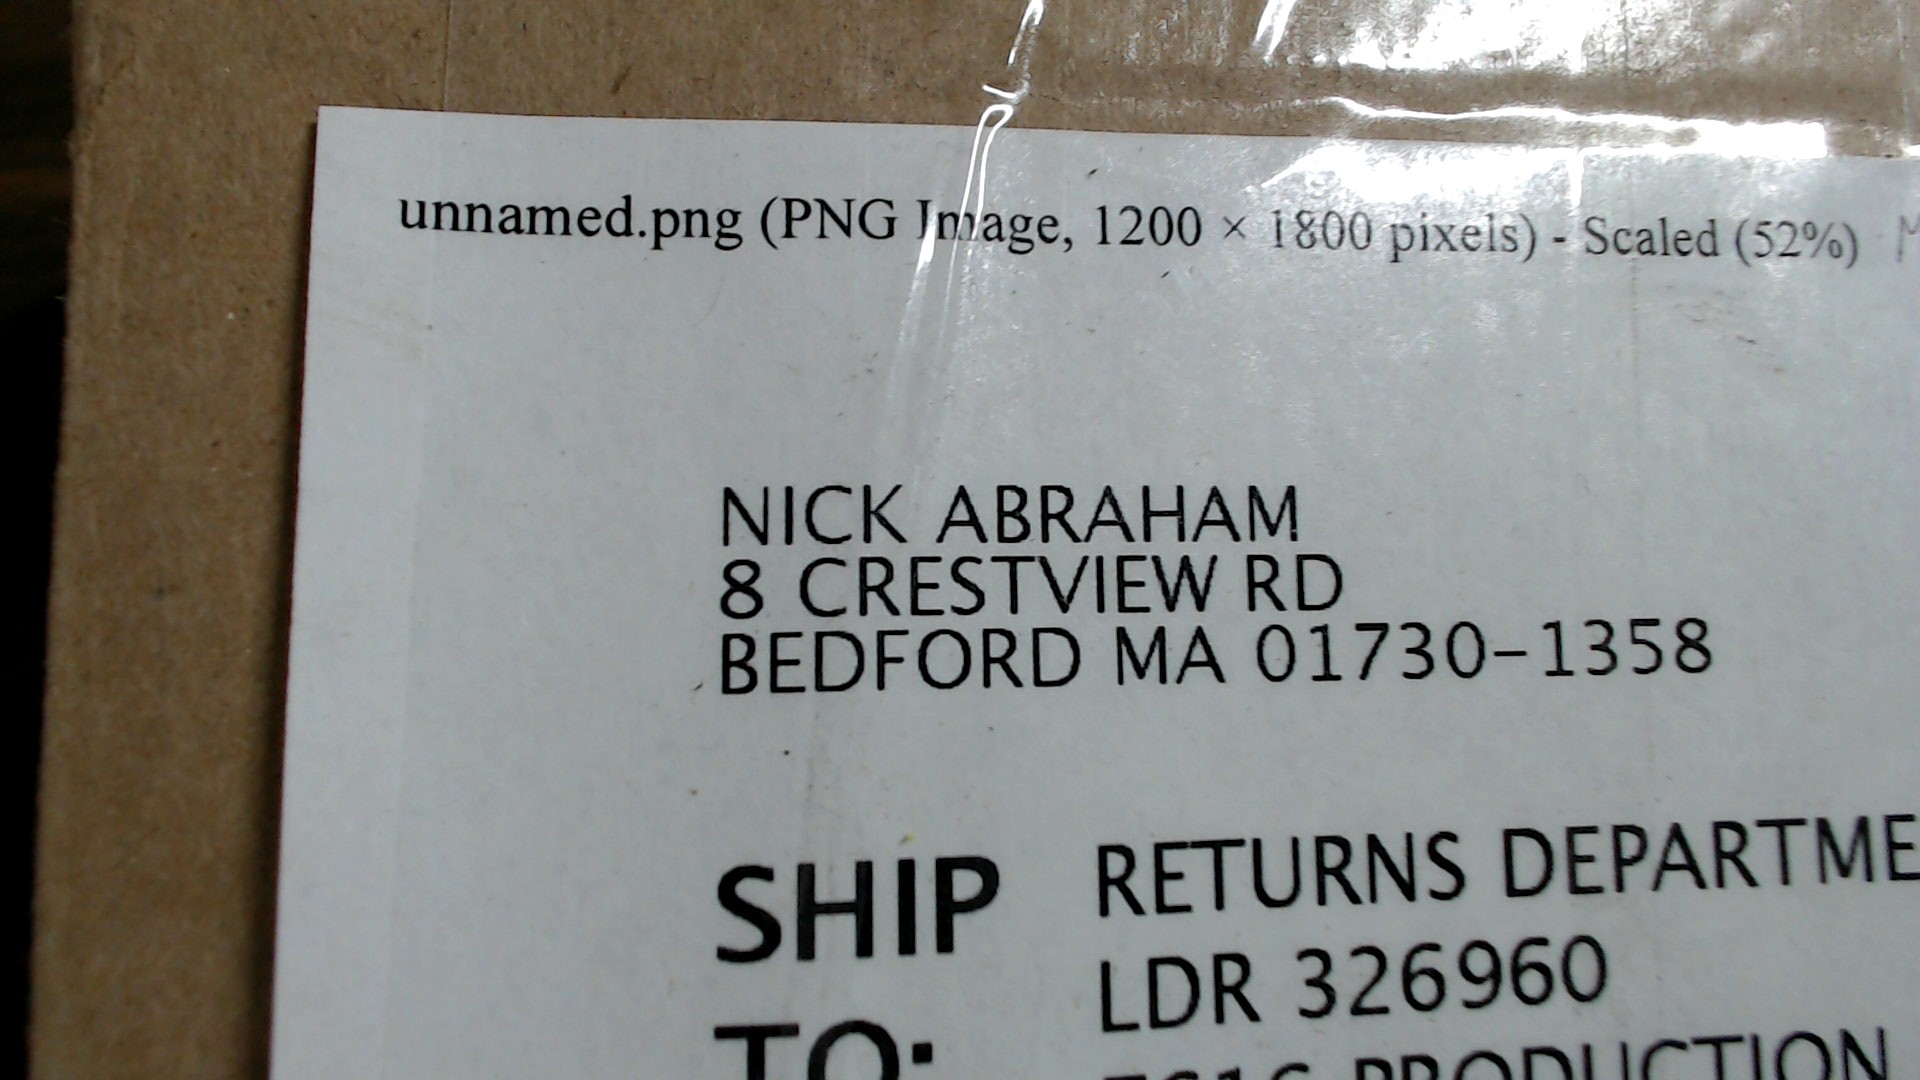 unnamed.png (PNG Image, 1200 × 1800 pixels) - Scaled (52%)
NICK ABRAHAM
8 CRESTVIEW RD
BEDFORD MA 01730-1358
SHIP
TO:
RETURNS DEPARTME
LDR 326960
PRODUCTION